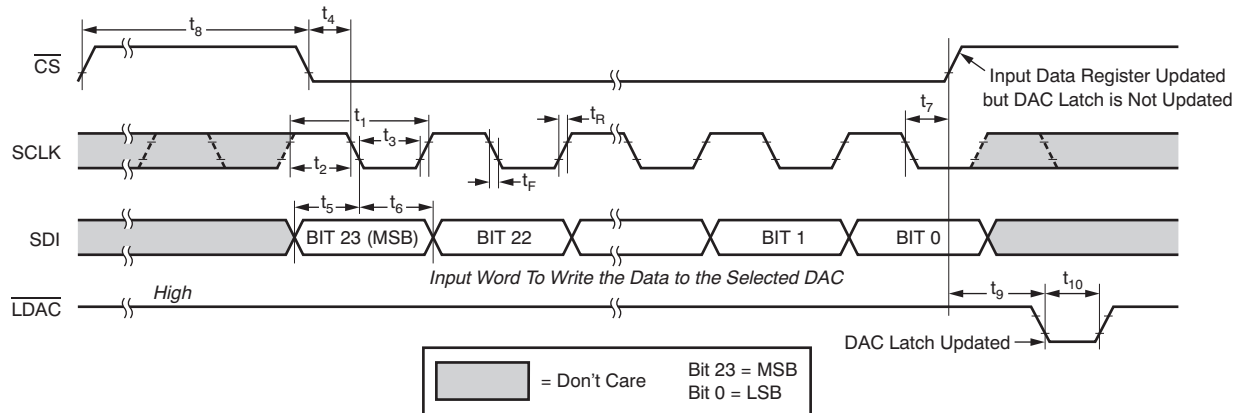 t8
t4
CS
Input Data Register Updated
but DAC Latch is Not Updated
t1
t7
tR
t3
SCLK
t2
tF
t5
t6
SDI
BIT 23 (MSB)
BIT 22
BIT 1
BIT 0
Input Word To Write the Data to the Selected DAC
High
t9
t10
LDAC
DAC Latch Updated
= Don't Care
Bit 23 = MSB
Bit 0 = LSB